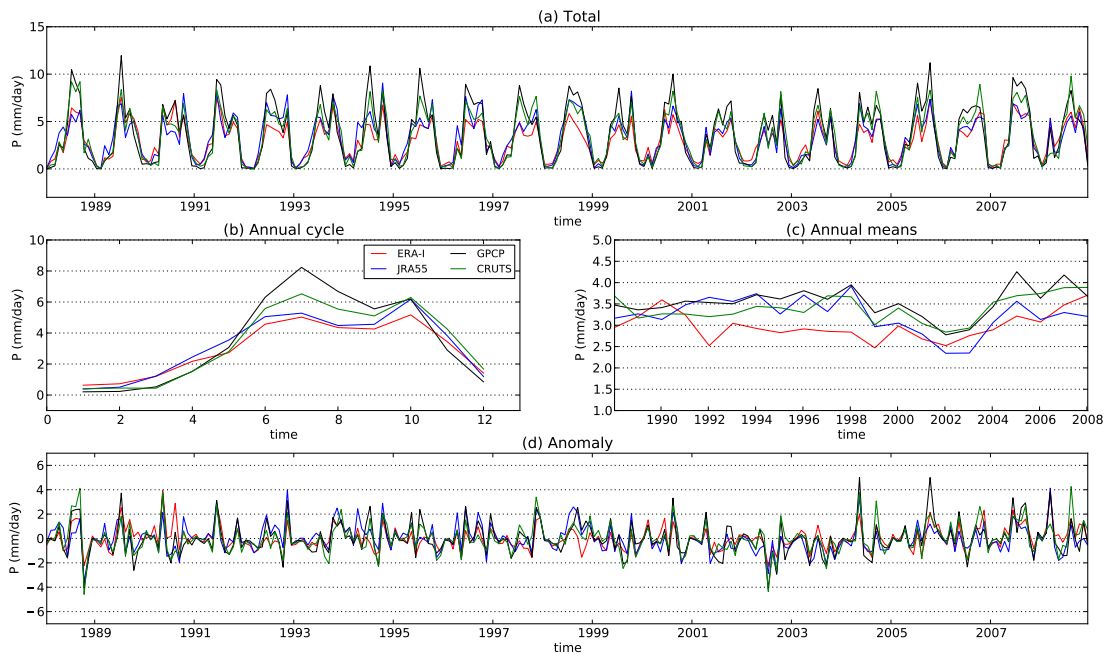 (a) Total
15
10
5
0
P (mm/day)
1989 1991 1993 1995 1997 1999 2001 2003 2005 2007
time
(b) Annual cycle
10
8
6
4
2
0
P (mm/day)
ERA-I GPCP
JRA55 CRUTS
0 2 4 6 8 10 12
time
(c) Annual means
5.0
4.5
4.0
3.5
3.0
2.5
2.0
1.5
1.0
P (mm/day)
1990 1992 1994 1996 1998 2000 2002 2004 2006 2008
time
(d) Anomaly
6
4
2
0
−2
−4
−6
P (mm/day)
1989 1991 1993 1995 1997 1999 2001 2003 2005 2007
time